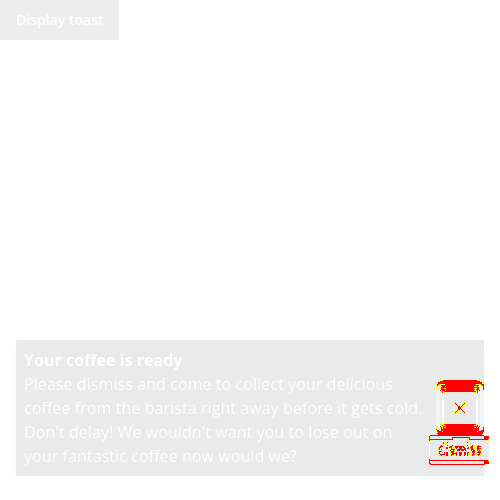 Display toast
Your coffee is ready
Please dismiss and come to collect your delicious
coffee from the barista right away before it gets cold.
Don't delay! We wouldn't want you to lose out on
your fantastic coffee now would we?